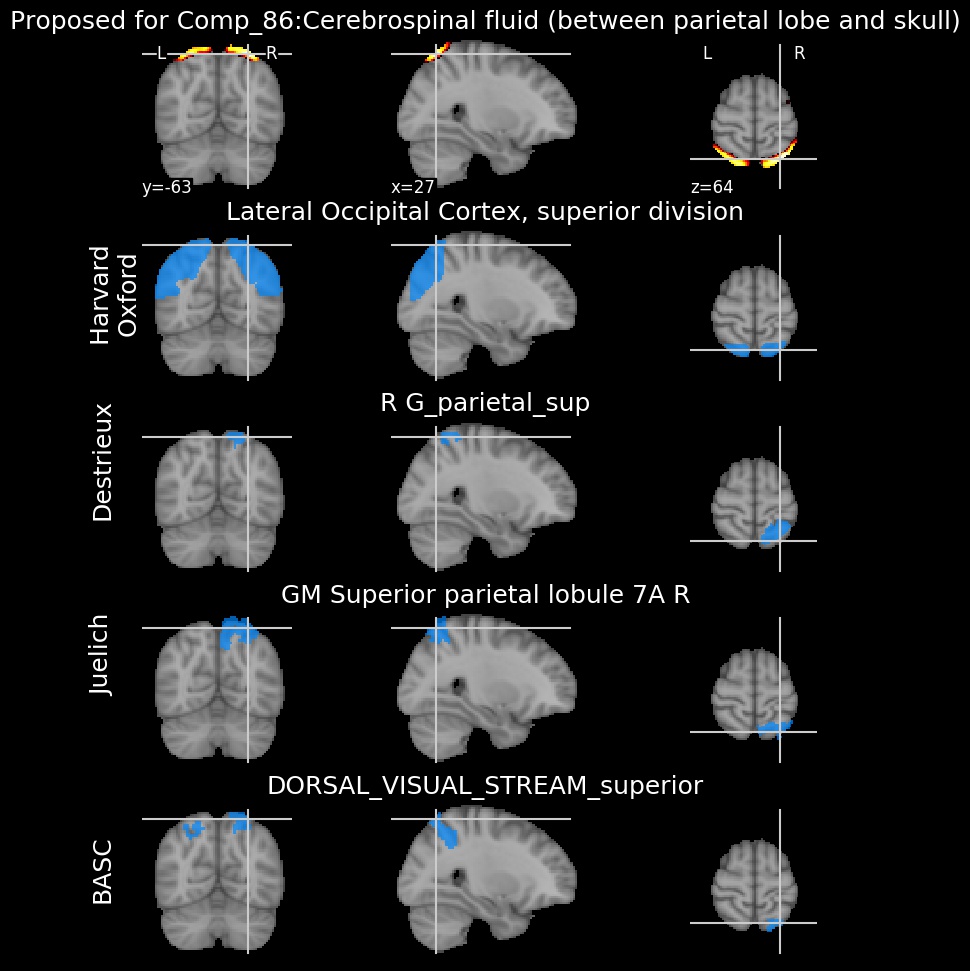 Proposed for Comp_86:Cerebrospinal fluid (between parietal lobe and skull)
L R L R
y=-63 x=27 z=64
Lateral Occipital Cortex, superior division
Harvard
Oxford
R G_parietal_sup
Destrieux
GM Superior parietal lobule 7A R
Juelich
DORSAL_VISUAL_STREAM_superior
BASC